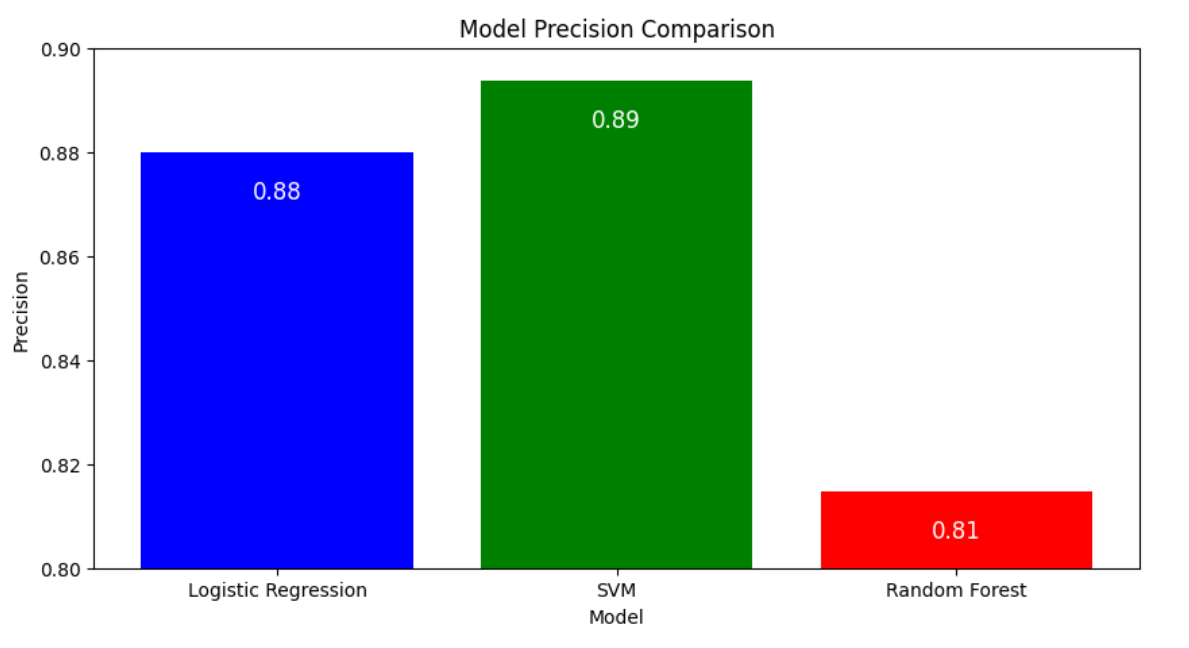 Model Precision Comparison
0.90
0.88
0.86
0.84
0.82
0.80
Precision
0.88
0.89
0.81
Logistic Regression
SVM
Random Forest
Model